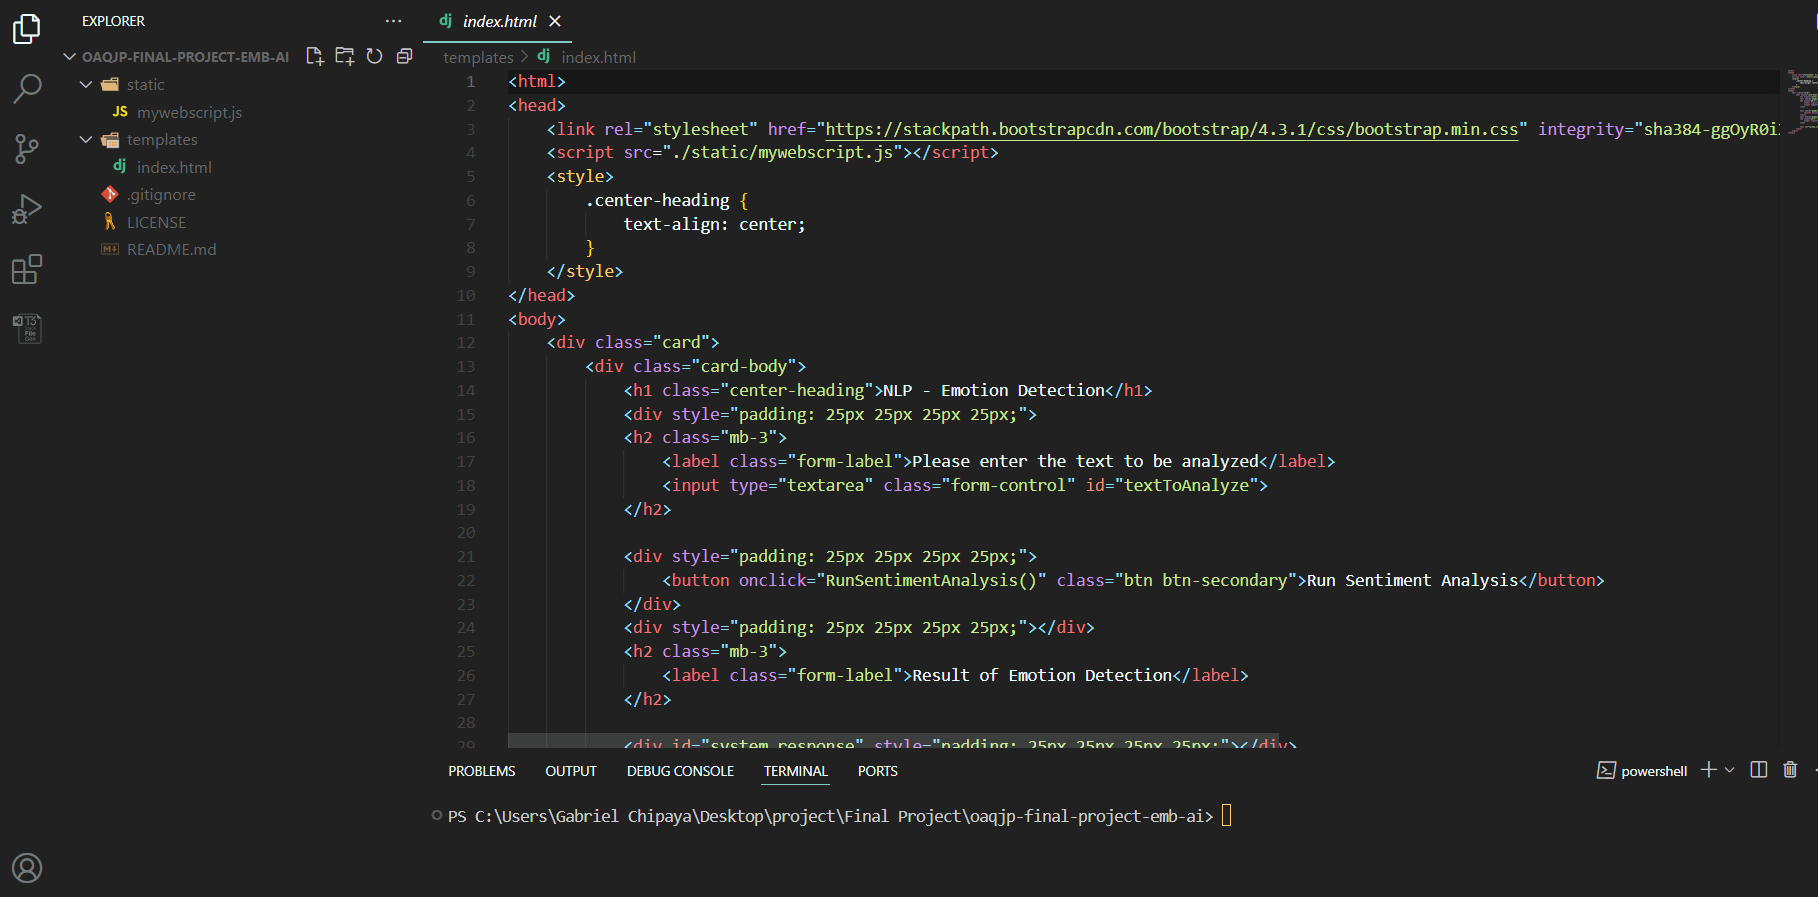 EXPLORER
OAQJP-FINAL-PROJECT-EMB-AI
static
JS mywebscript.js
templates
dj index.html
.gitignore
LICENSE
README.md
dj index.html
templates > dj index.html
1 <html>
2 <head>
3 <link rel="stylesheet" href="https://stackpath.bootstrapcdn.com/bootstrap/4.3.1/css/bootstrap.min.css" integrity="sha384-ggOyR0i
4 <script src="./static/mywebscript.js"></script>
5 <style>
6 .center-heading {
7 text-align: center;
8 }
9 </style>
10 </head>
11 <body>
12 <div class="card">
13 <div class="card-body">
14 <h1 class="center-heading">NLP - Emotion Detection</h1>
15 <div style="padding: 25px 25px 25px 25px;">
16 <h2 class="mb-3">
17 <label class="form-label">Please enter the text to be analyzed</label>
18 <input type="textarea" class="form-control" id="textToAnalyze">
19 </h2>
20
21 <div style="padding: 25px 25px 25px 25px;">
22 <button onclick="RunSentimentAnalysis()" class="btn btn-secondary">Run Sentiment Analysis</button>
23 </div>
24 <div style="padding: 25px 25px 25px 25px;"></div>
25 <h2 class="mb-3">
26 <label class="form-label">Result of Emotion Detection</label>
27 </h2>
28
29 <div id="system_response" style="padding: 25px 25px 25px 25px;"></div>
PROBLEMS OUTPUT DEBUG CONSOLE TERMINAL PORTS
powershell
PS C:\Users\Gabriel Chipaya\Desktop\project\Final Project\oaqjp-final-project-emb-ai>